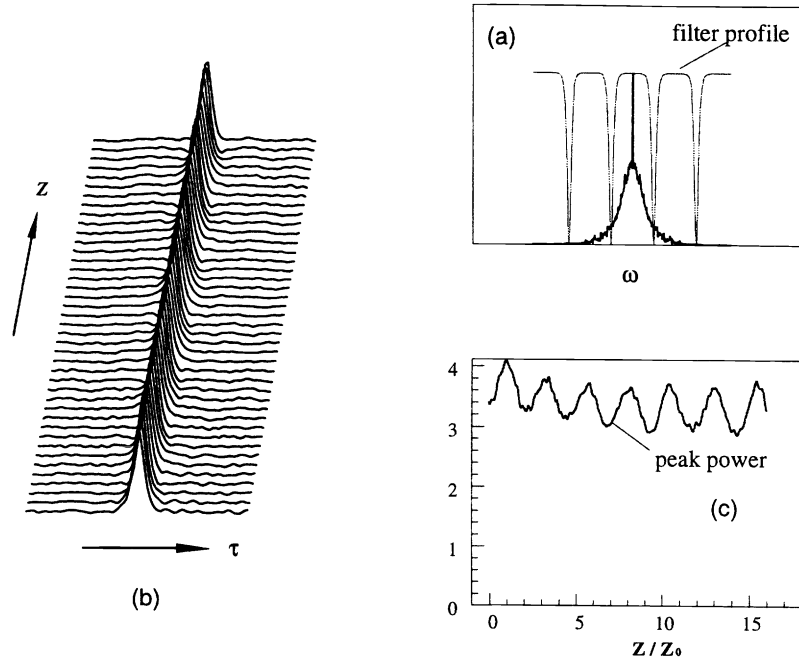 (a)
filter profile
ω
Z
τ
(b)
4
3
2
1
0
peak power
(c)
0
5
10
15
Z / Z₀